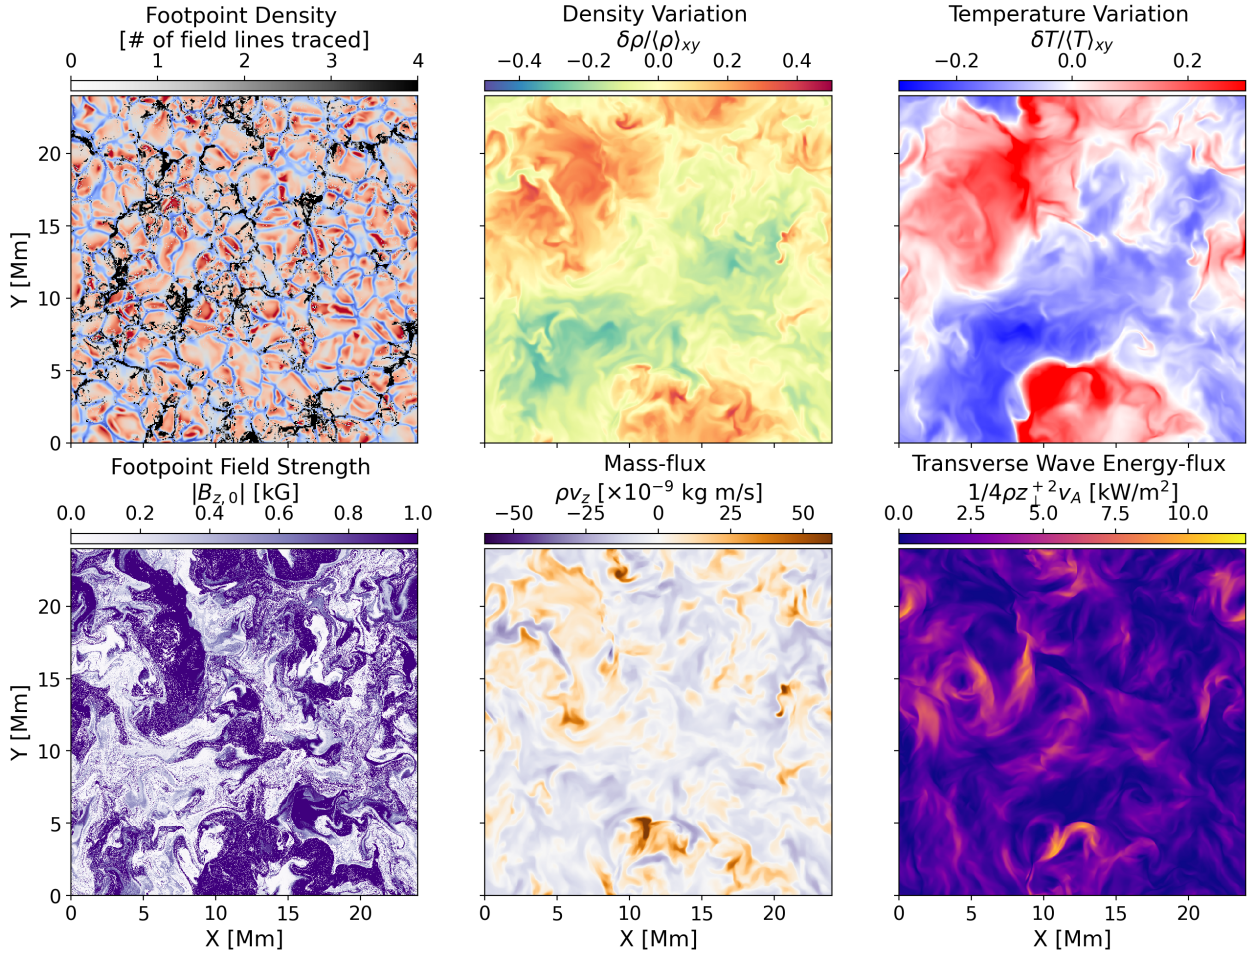 Footpoint Density
[# of field lines traced]
0 1 2 3 4
Density Variation
δρ/⟨ρ⟩xy
−0.4 −0.2 0.0 0.2 0.4
Temperature Variation
δT/⟨T⟩xy
−0.2 0.0 0.2
Y [Mm]
20
15
10
5
0
Footpoint Field Strength
|Bz, 0| [kG]
0.0 0.2 0.4 0.6 0.8 1.0
Mass-flux
ρvz [×10−9 kg m/s]
−50 −25 0 25 50
Transverse Wave Energy-flux
1/4ρz⊥+2vA [kW/m2]
0.0 2.5 5.0 7.5 10.0
Y [Mm]
20
15
10
5
0
0 5 10 15 20
X [Mm]
0 5 10 15 20
X [Mm]
0 5 10 15 20
X [Mm]